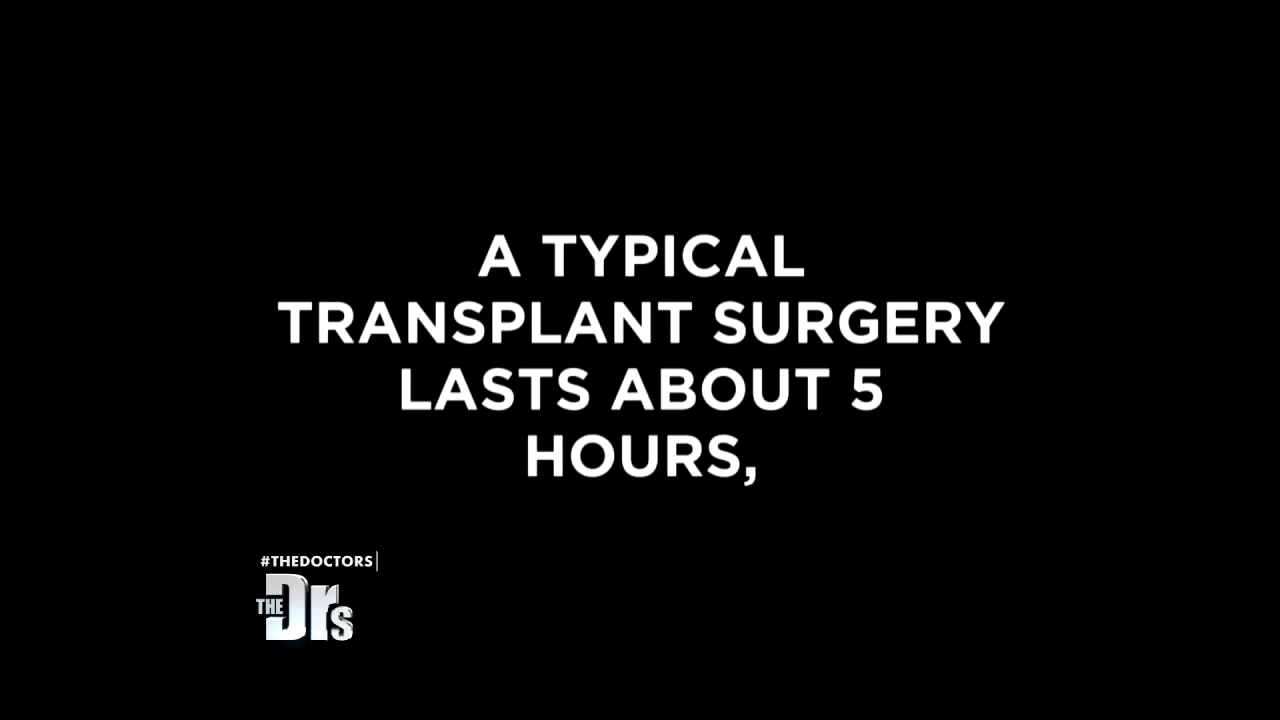 A TYPICAL
TRANSPLANT SURGERY
LASTS ABOUT 5
HOURS,
#THEDOCTORS
THE Drs